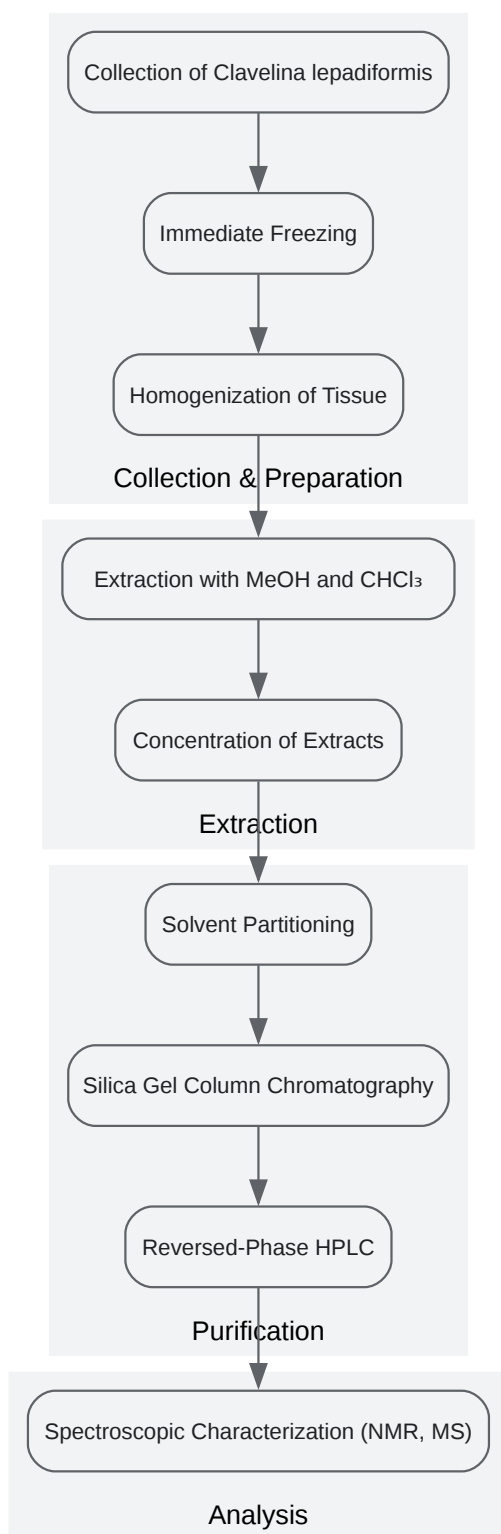 Collection of Clavelina lepadiformis
Immediate Freezing
Homogenization of Tissue
Collection & Preparation
Extraction with MeOH and CHCl₃
Concentration of Extracts
Extraction
Solvent Partitioning
Silica Gel Column Chromatography
Reversed-Phase HPLC
Purification
Spectroscopic Characterization (NMR, MS)
Analysis